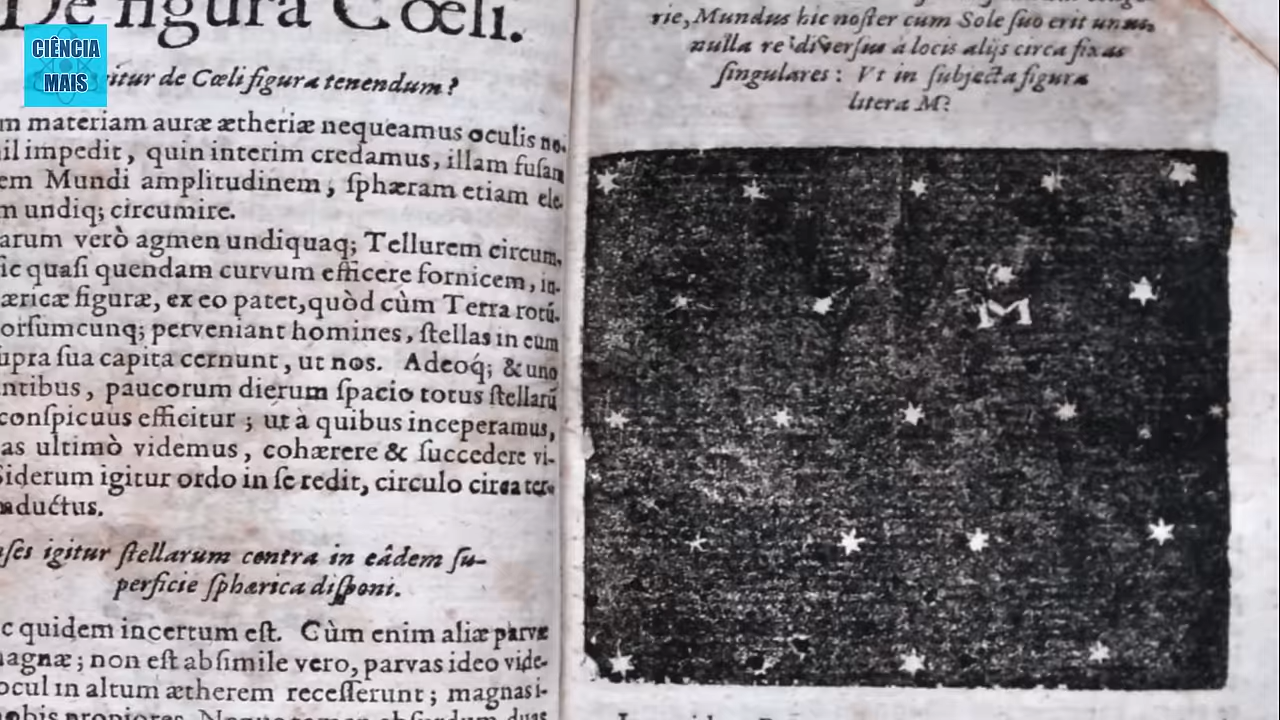 De figura Cœli.
CIÊNCIA
MAIS
itur de Cœli figura tenendum?
m materiam auræ ætheriæ nequeamus oculis no-
il impedit, quin interim credamus, illam fusam
em Mundi amplitudinem, sphæram etiam ele-
m undiq; circumire.
arum verò agmen undiquaq; Tellurem circum,
ic quasi quendam curvum efficere fornicem, in-
æricæ figuræ, ex eo patet, quòd cùm Terra rotū-
orsumcunq; perveniant homines, stellas in eum
upra sua capita cernunt, ut nos. Adeoq́; & uno
ntibus, paucorum dierum spacio totus stellarū
conspicuus efficitur; ut à quibus inceperamus,
as ultimò videmus, cohærere & succedere vi-
Siderum igitur ordo in se redit, circulo circa ter-
ductus.
ses igitur stellarum centra in eâdem su-
perficie sphærica disponi.
c quidem incertum est. Cùm enim aliæ parvæ
agnæ; non est absimile vero, parvas ideo vide-
ocul in altum ætherem recesserunt; magnas i-
obis propiores.
rie, Mundus hic noster cum Sole suo erit unus,
nulla re diversus à locis alijs circa fixas
singulares: Vt in subjecta figura
litera M?
M